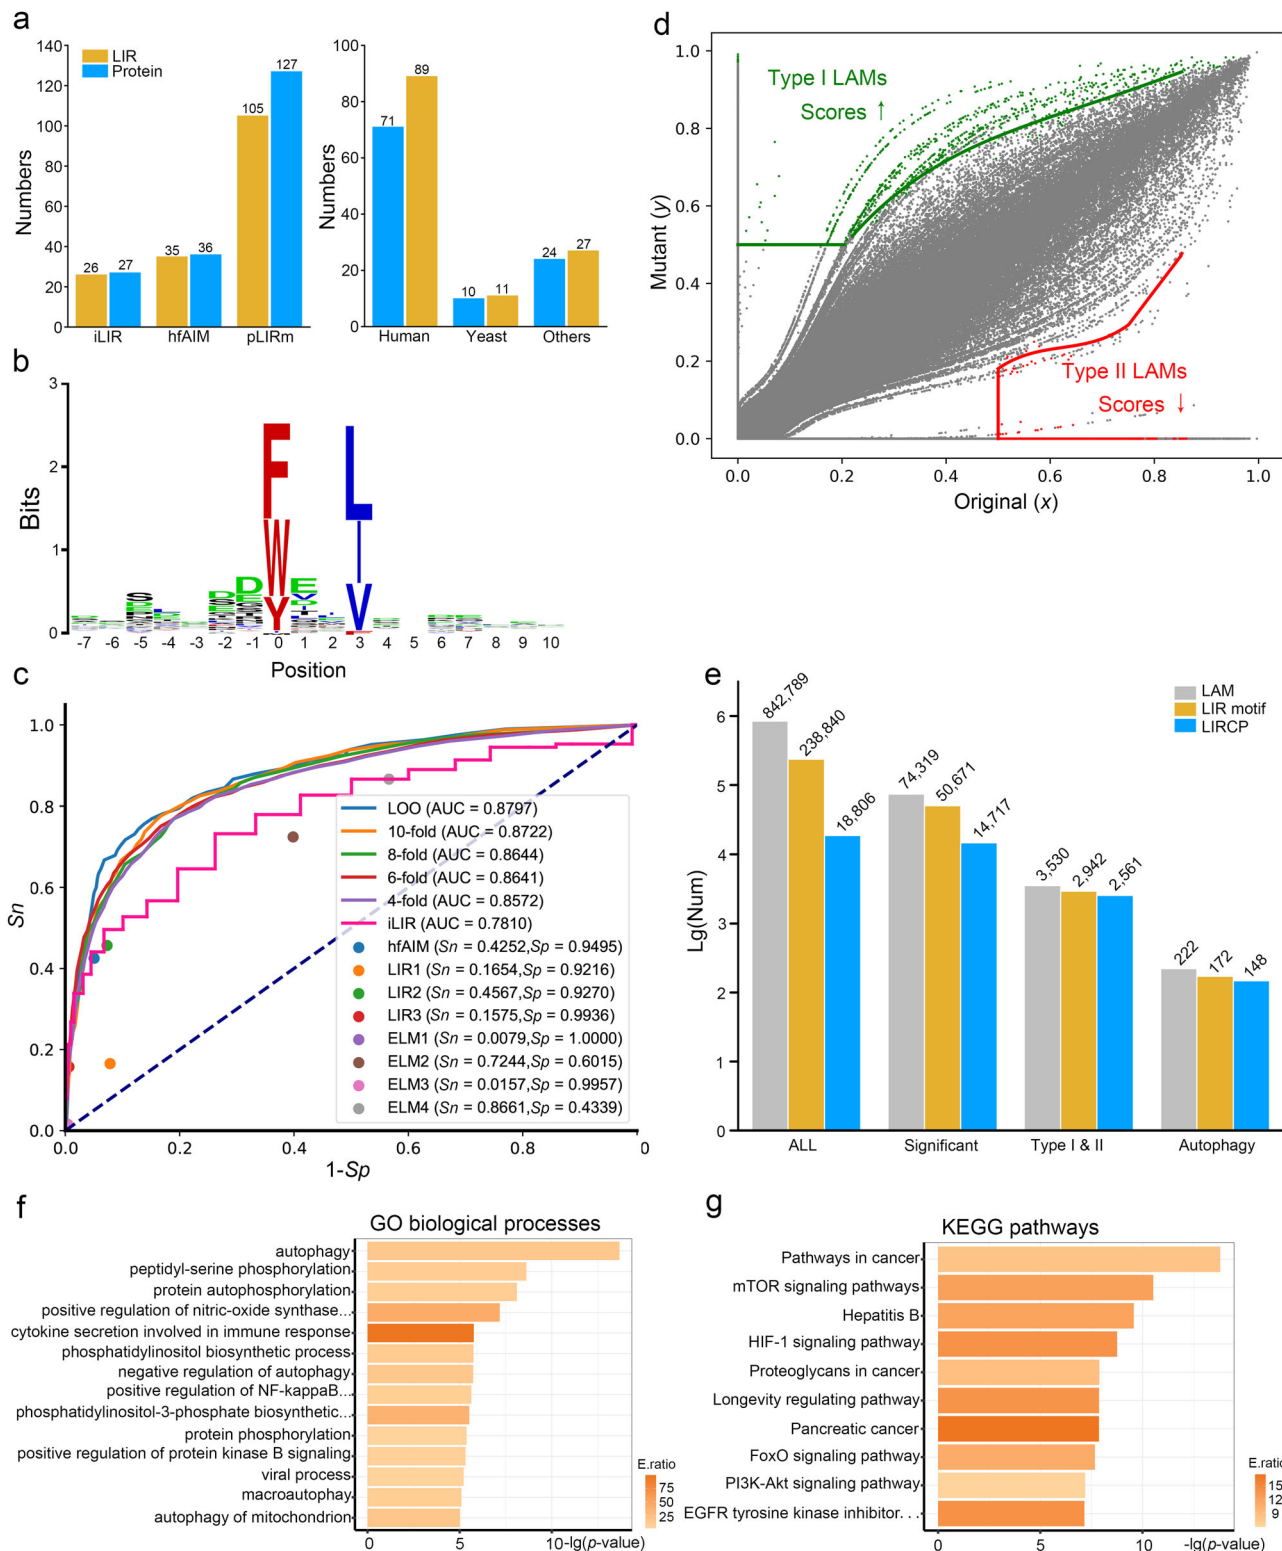 a
140
120
100
80
60
40
20
0
Numbers
LIR
Protein
26
27
35
36
105
127
iLIR
hfAIM
pLIRm
100
80
60
40
20
0
Numbers
71
89
10
11
24
27
Human
Yeast
Others
b
3
2
1
0
Bits
F
W
Y
L
I
V
D
E
S
-7 -6 -5 -4 -3 -2 -1 0 1 2 3 4 5 6 7 8 9 10
Position
c
1.0
0.8
0.6
0.4
0.2
0.0
Sn
LOO (AUC = 0.8797)
10-fold (AUC = 0.8722)
8-fold (AUC = 0.8644)
6-fold (AUC = 0.8641)
4-fold (AUC = 0.8572)
iLIR (AUC = 0.7810)
hfAIM (Sn = 0.4252,Sp = 0.9495)
LIR1 (Sn = 0.1654,Sp = 0.9216)
LIR2 (Sn = 0.4567,Sp = 0.9270)
LIR3 (Sn = 0.1575,Sp = 0.9936)
ELM1 (Sn = 0.0079,Sp = 1.0000)
ELM2 (Sn = 0.7244,Sp = 0.6015)
ELM3 (Sn = 0.0157,Sp = 0.9957)
ELM4 (Sn = 0.8661,Sp = 0.4339)
0.0 0.2 0.4 0.6 0.8 0
1-Sp
d
1.0
0.8
0.6
0.4
0.2
0.0
Mutant (y)
Type I LAMs
Scores ↑
Type II LAMs
Scores ↓
0.0 0.2 0.4 0.6 0.8 1.0
Original (x)
e
6
5
4
3
2
1
0
Lg(Num)
LAM
LIR motif
LIRCP
842,789
238,840
18,806
74,319
50,671
14,717
3,530
2,942
2,561
222
172
148
ALL
Significant
Type I & II
Autophagy
f
GO biological processes
autophagy
peptidyl-serine phosphorylation
protein autophosphorylation
positive regulation of nitric-oxide synthase...
cytokine secretion involved in immune response
phosphatidylinositol biosynthetic process
negative regulation of autophagy
positive regulation of NF-kappaB...
phosphatidylinositol-3-phosphate biosynthetic...
protein phosphorylation
positive regulation of protein kinase B signaling
viral process
macroautophay
autophagy of mitochondrion
0 5 10 -lg(p-value)
E.ratio
75
50
25
g
KEGG pathways
Pathways in cancer
mTOR signaling pathways
Hepatitis B
HIF-1 signaling pathway
Proteoglycans in cancer
Longevity regulating pathway
Pancreatic cancer
FoxO signaling pathway
PI3K-Akt signaling pathway
EGFR tyrosine kinase inhibitor. . .
0 5 10 -lg(p-value)
E.ratio
15
12
9